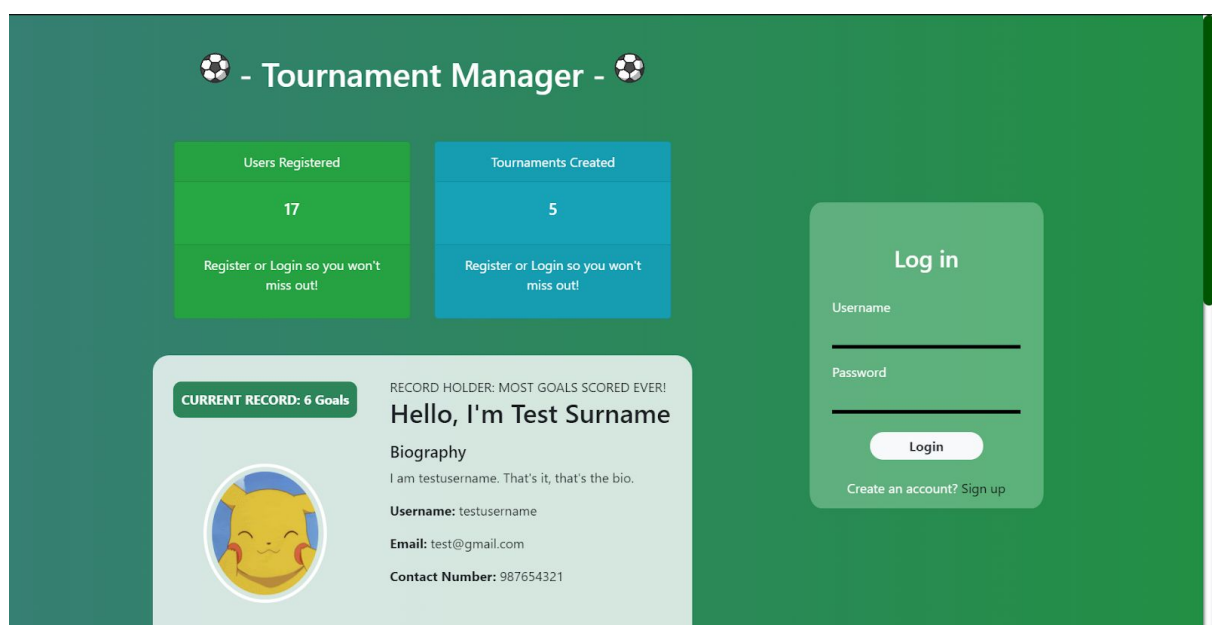 - Tournament Manager -
Users Registered
17
Register or Login so you won't
miss out!
Tournaments Created
5
Register or Login so you won't
miss out!
CURRENT RECORD: 6 Goals
RECORD HOLDER: MOST GOALS SCORED EVER!
Hello, I'm Test Surname
Biography
I am testusername. That's it, that's the bio.
Username: testusername
Email: test@gmail.com
Contact Number: 987654321
Log in
Username
Password
Login
Create an account? Sign up